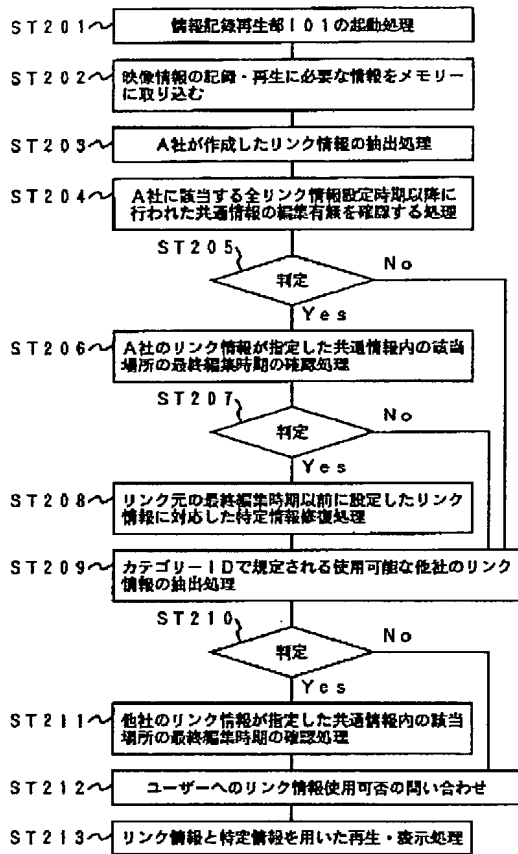 ST201 情報記録再生部101の起動処理
ST202 映像情報の記録・再生に必要な情報をメモリー
に取り込む
ST203 A社が作成したリンク情報の抽出処理
ST204 A社に該当する全リンク情報設定時期以降に
行われた共通情報の編集有無を確認する処理
ST205
判定 No
Yes
ST206 A社のリンク情報が指定した共通情報内の該当
場所の最終編集時期の確認処理
ST207
判定 No
Yes
ST208 リンク元の最終編集時期以前に設定したリンク
情報に対応した特定情報修復処理
ST209 カテゴリーIDで規定される使用可能な他社のリンク
情報の抽出処理
ST210
判定 No
Yes
ST211 他社のリンク情報が指定した共通情報内の該当
場所の最終編集時期の確認処理
ST212 ユーザーへのリンク情報使用可否の問い合わせ
ST213 リンク情報と特定情報を用いた再生・表示処理